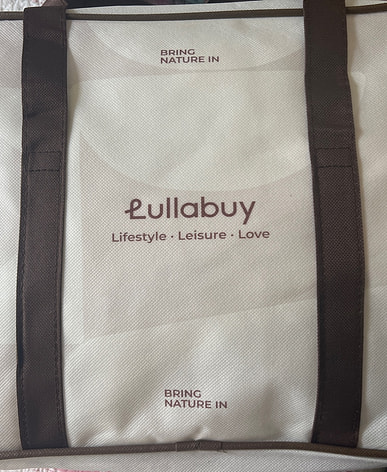 BRING
NATURE IN
Lullabuy
Lifestyle · Leisure · Love
BRING
NATURE IN